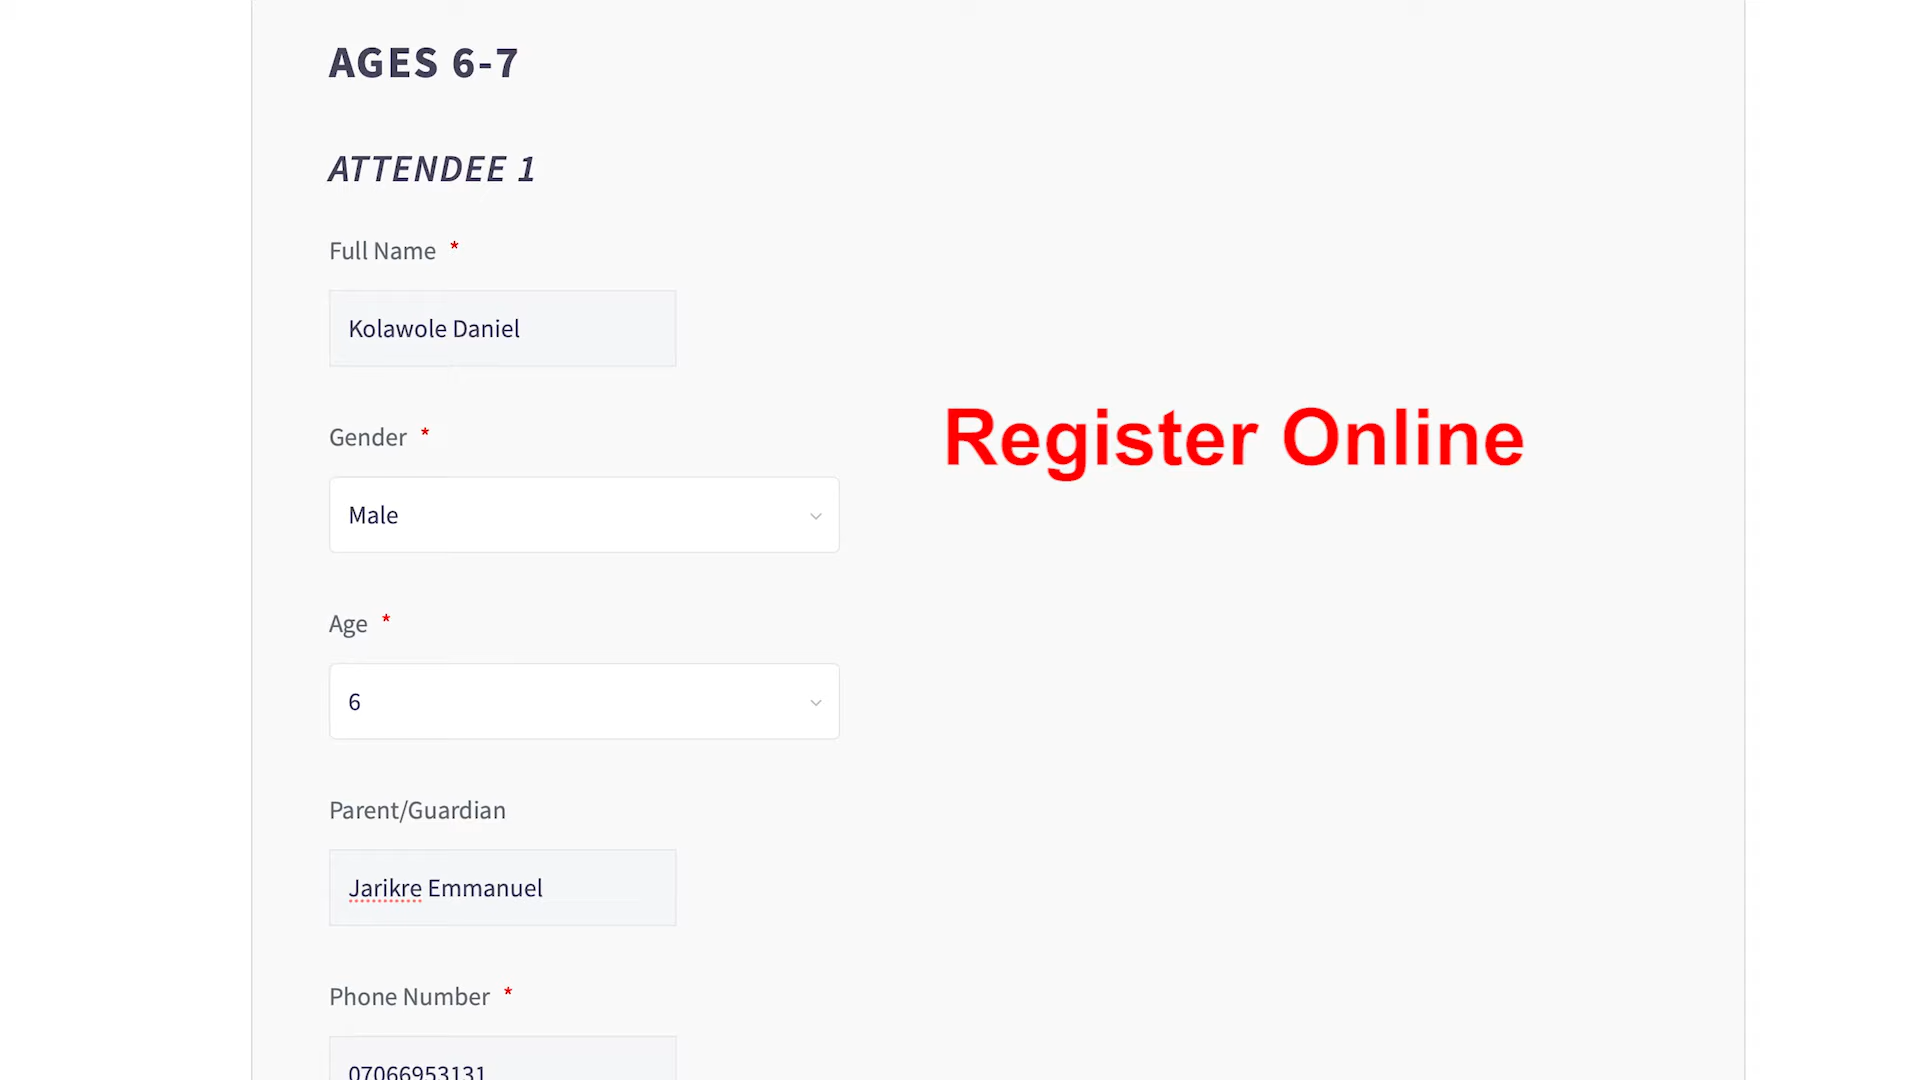 AGES 6-7
ATTENDEE 1
Full Name *
Kolawole Daniel
Gender *
Male
Register Online
Age *
6
Parent/Guardian
Jarikre Emmanuel
Phone Number *
07066953131